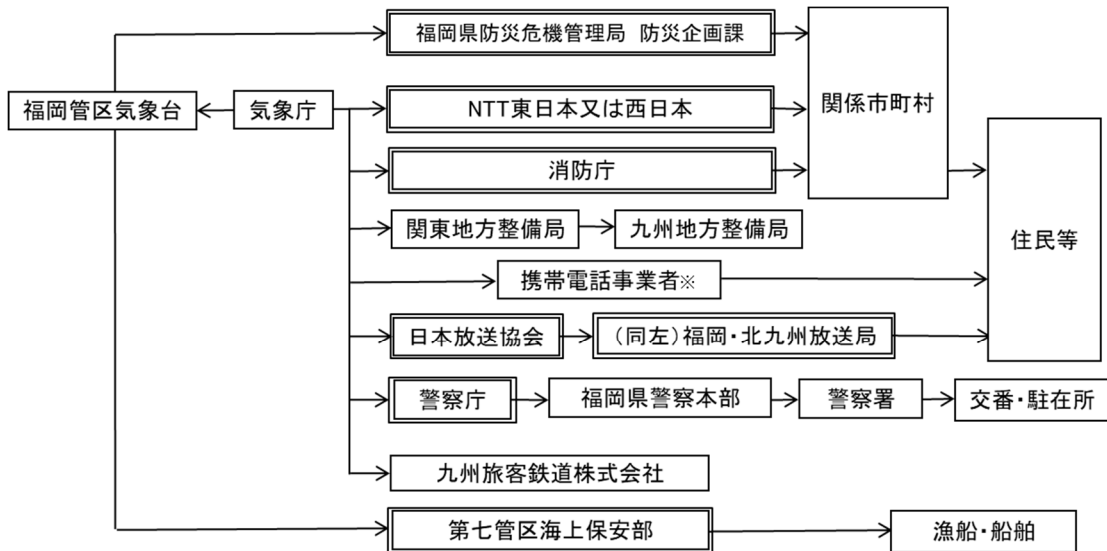 福岡県防災危機管理局 防災企画課
関係市町村
福岡管区気象台
気象庁
NTT東日本又は西日本
消防庁
住民等
関東地方整備局
九州地方整備局
携帯電話事業者※
日本放送協会
(同左)福岡・北九州放送局
警察庁
福岡県警察本部
警察署
交番・駐在所
九州旅客鉄道株式会社
第七管区海上保安部
漁船・船舶